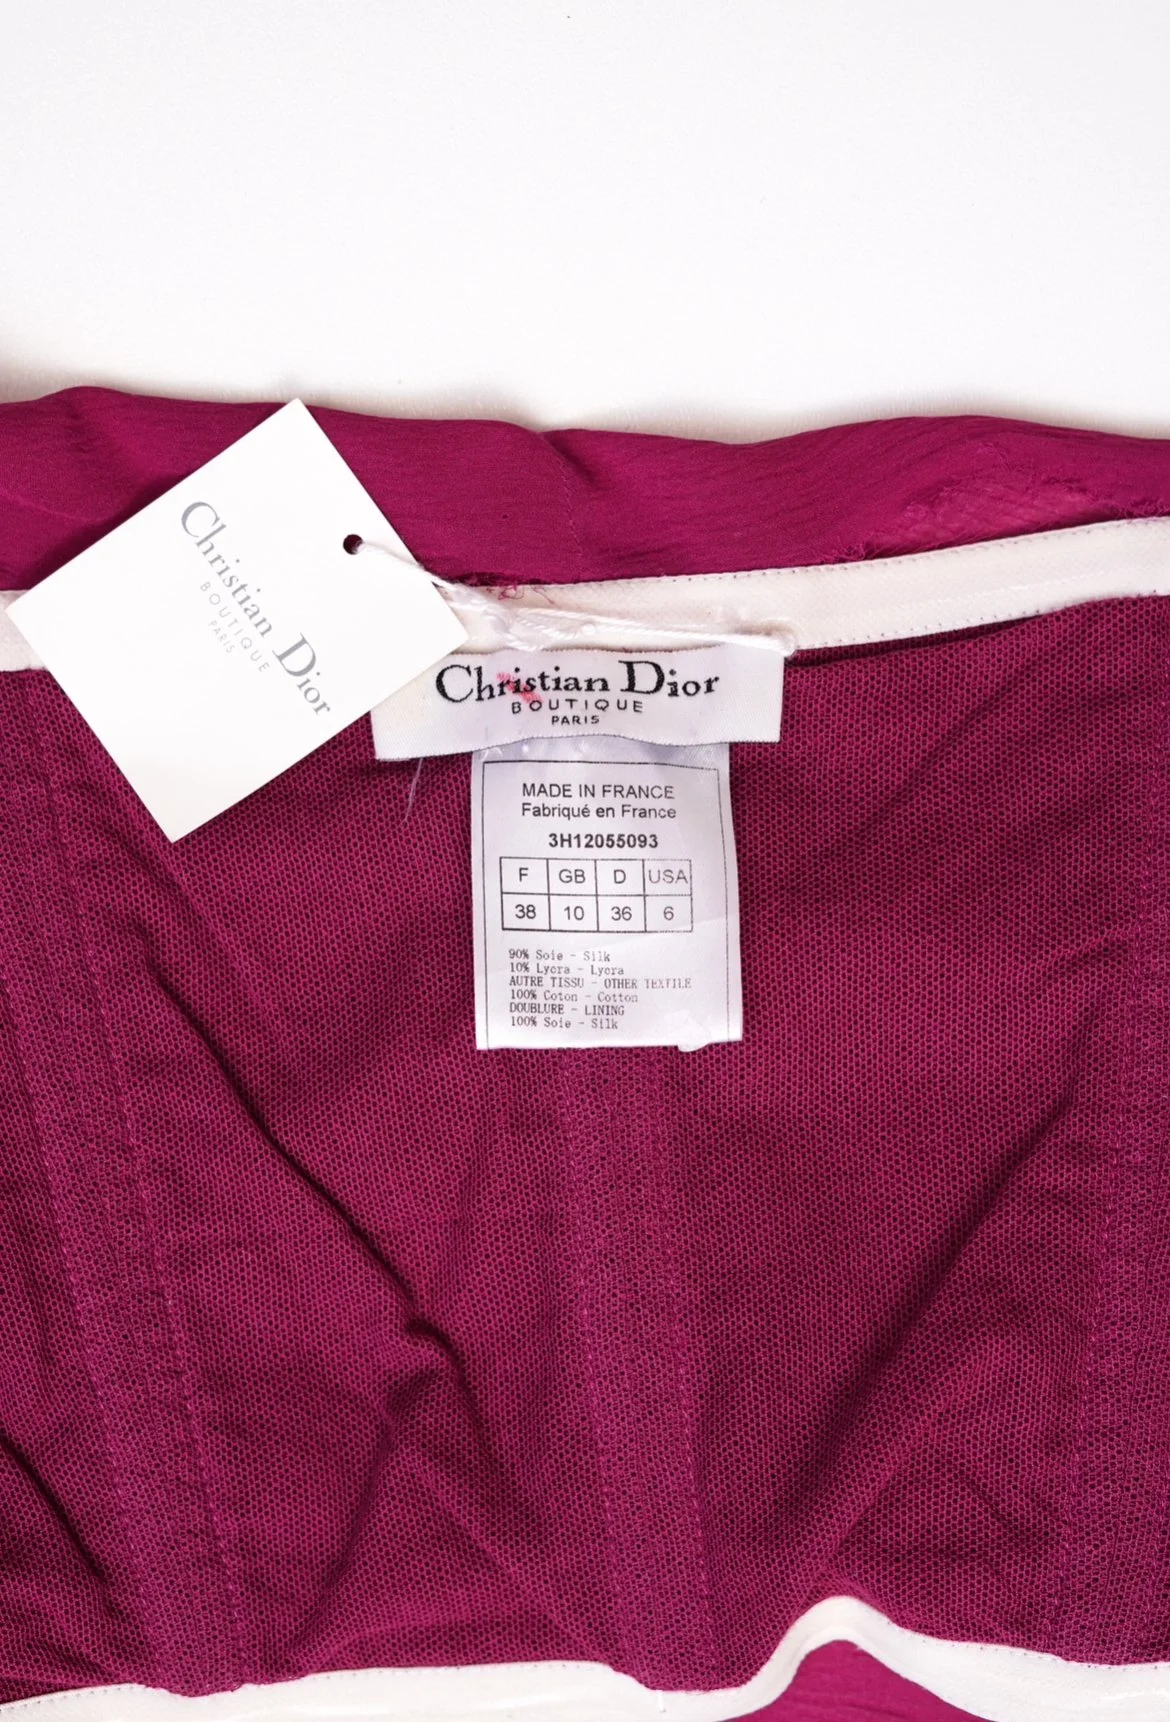 Christian Dior
BOUTIQUE
PARIS
Christian Dior
BOUTIQUE
PARIS
MADE IN FRANCE
Fabriqué en France
3H12055093
F GB D USA
38 10 36 6
90% Soie - Silk
10% Lycra - Lycra
AUTRE TISSU - OTHER TEXTILE
100% Coton - Cotton
DOUBLURE - LINING
100% Soie - Silk